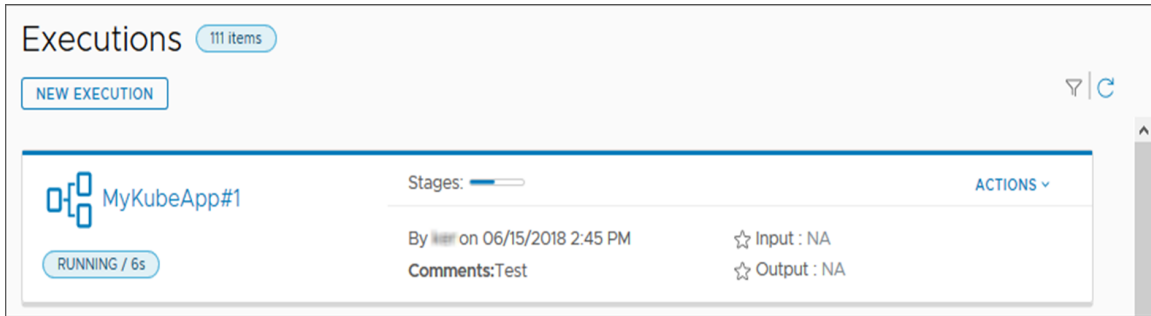 Executions 111 items
NEW EXECUTION
MyKubeApp#1
RUNNING / 6s
Stages:
ACTIONS
By on 06/15/2018 2:45 PM
Comments:Test
Input : NA
Output : NA